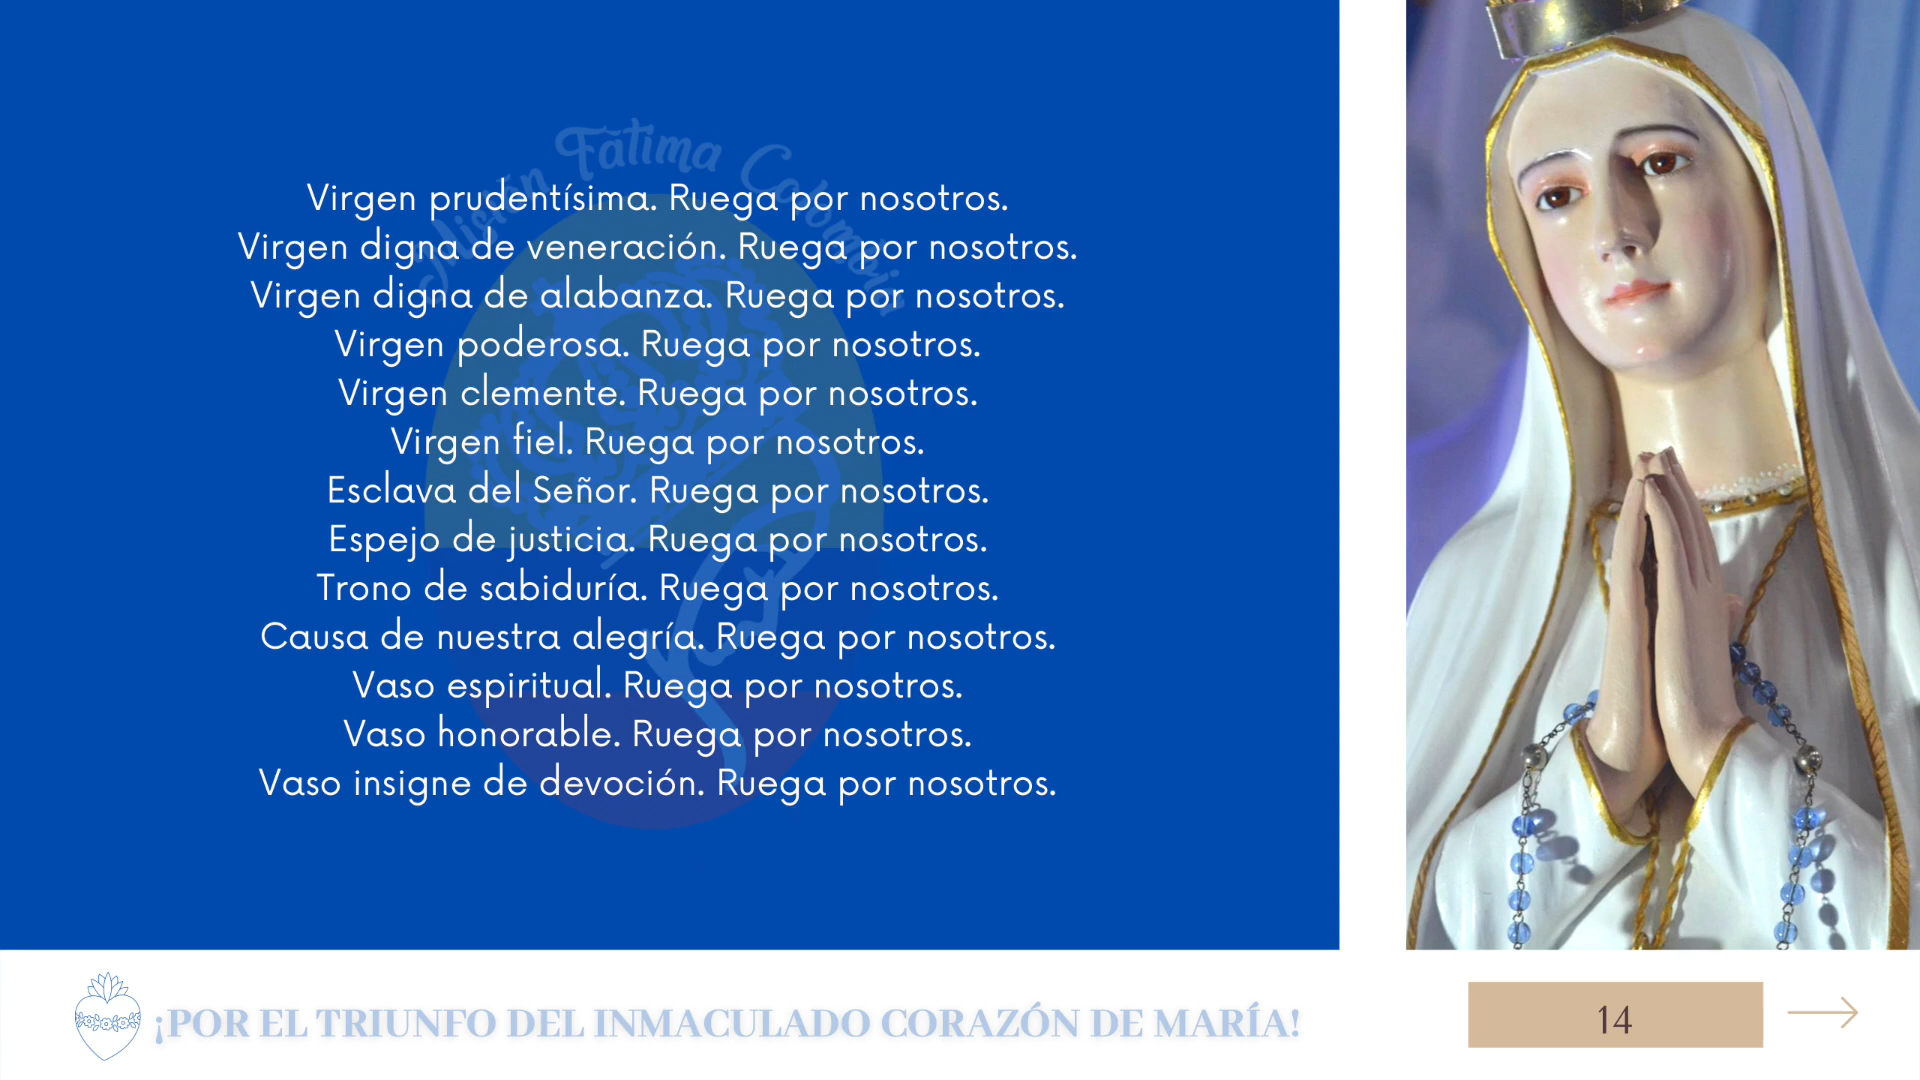 Misión Fátima Colombia
Virgen prudentísima. Ruega por nosotros.
Virgen digna de veneración. Ruega por nosotros.
Virgen digna de alabanza. Ruega por nosotros.
Virgen poderosa. Ruega por nosotros.
Virgen clemente. Ruega por nosotros.
Virgen fiel. Ruega por nosotros.
Esclava del Señor. Ruega por nosotros.
Espejo de justicia. Ruega por nosotros.
Trono de sabiduría. Ruega por nosotros.
Causa de nuestra alegría. Ruega por nosotros.
Vaso espiritual. Ruega por nosotros.
Vaso honorable. Ruega por nosotros.
Vaso insigne de devoción. Ruega por nosotros.
¡POR EL TRIUNFO DEL INMACULADO CORAZÓN DE MARÍA!
14